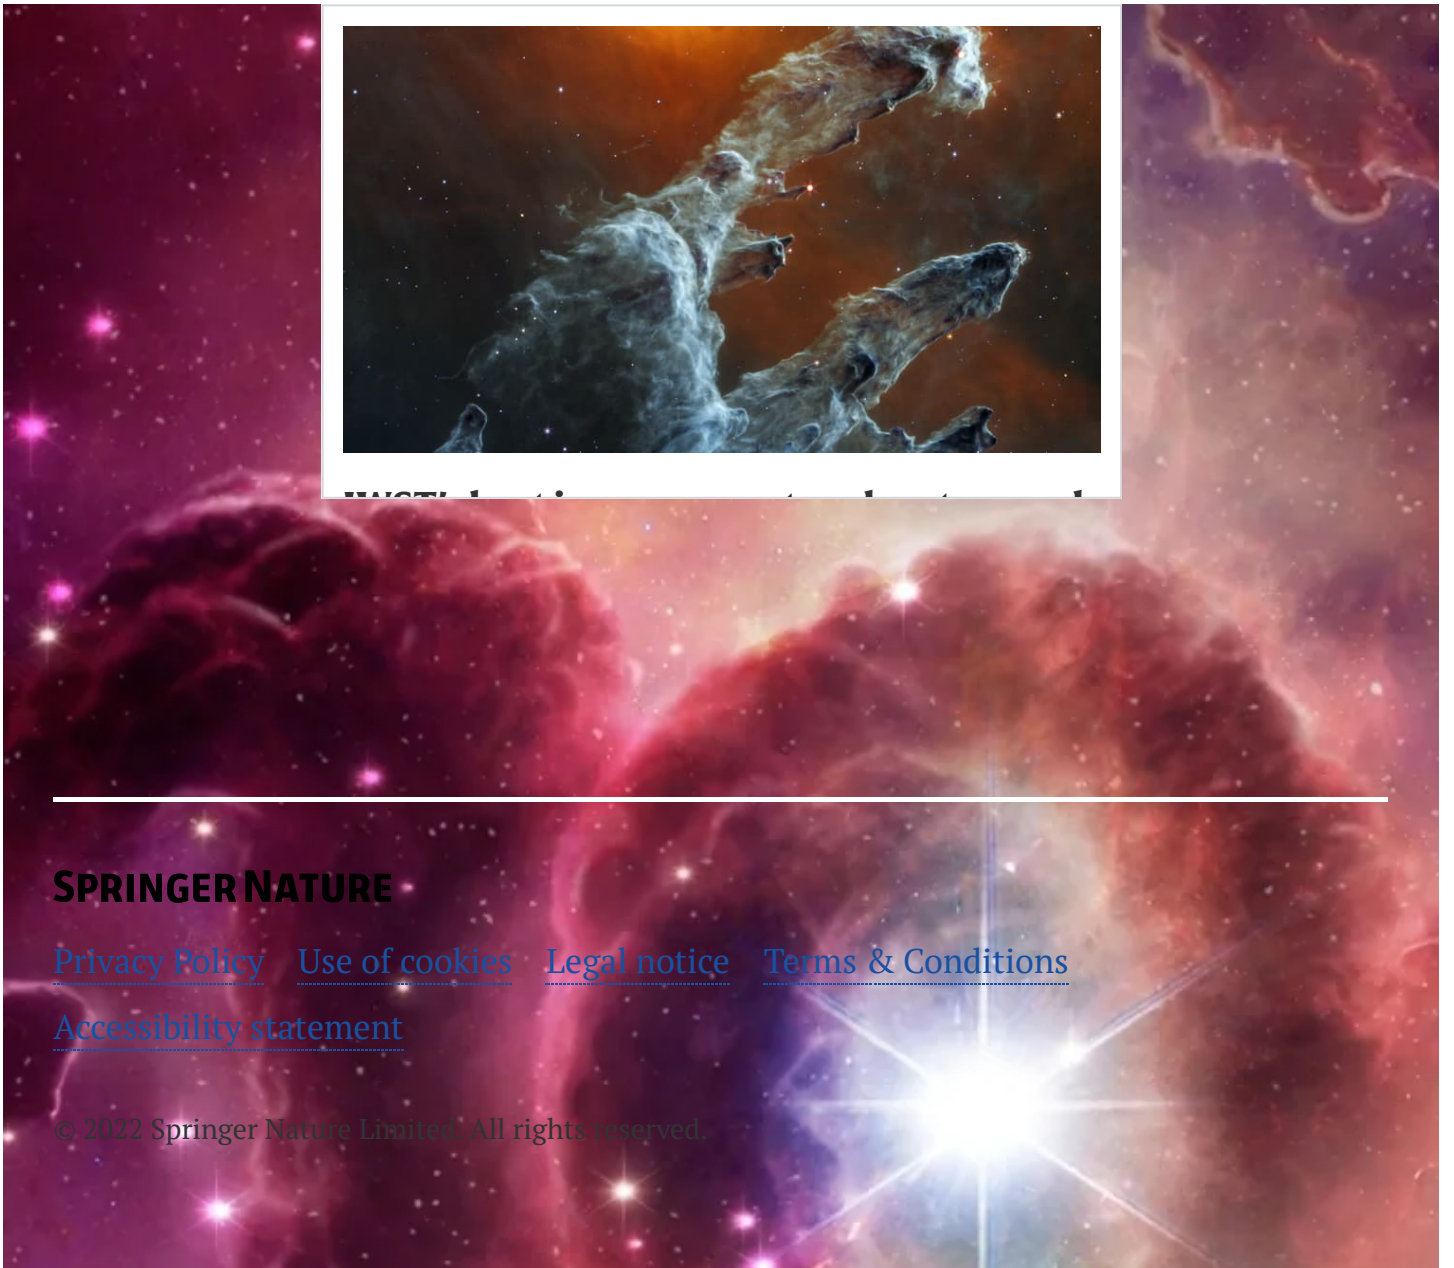 SPRINGER NATURE
Privacy Policy Use of cookies Legal notice Terms & Conditions
Accessibility statement
© 2022 Springer Nature Limited. All rights reserved.